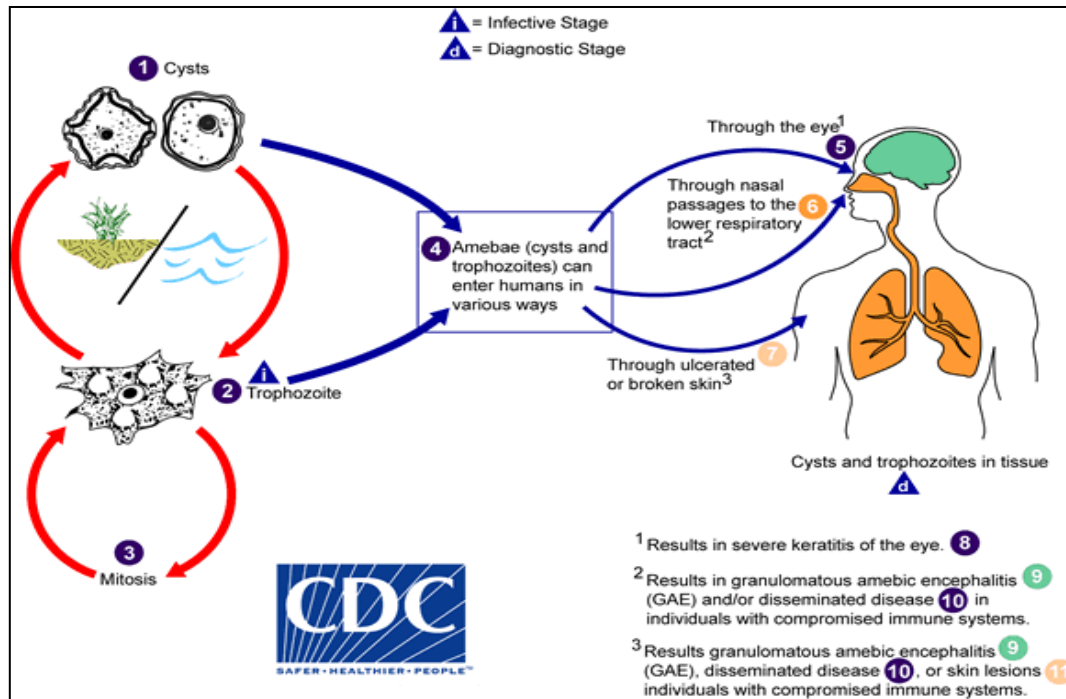 i = Infective Stage
d = Diagnostic Stage
1 Cysts
Through the eye1
5
Through nasal
passages to the 6
lower respiratory
tract2
4 Amebae (cysts and
trophozoites) can
enter humans in
various ways
i
2 Trophozoite
7
Through ulcerated
or broken skin3
Cysts and trophozoites in tissue
d
3
Mitosis
CDC
SAFER • HEALTHIER • PEOPLE™
1 Results in severe keratitis of the eye. 8
2 Results in granulomatous amebic encephalitis 9
(GAE) and/or disseminated disease 10 in
individuals with compromised immune systems.
3 Results granulomatous amebic encephalitis 9
(GAE), disseminated disease 10, or skin lesions 11
individuals with compromised immune systems.